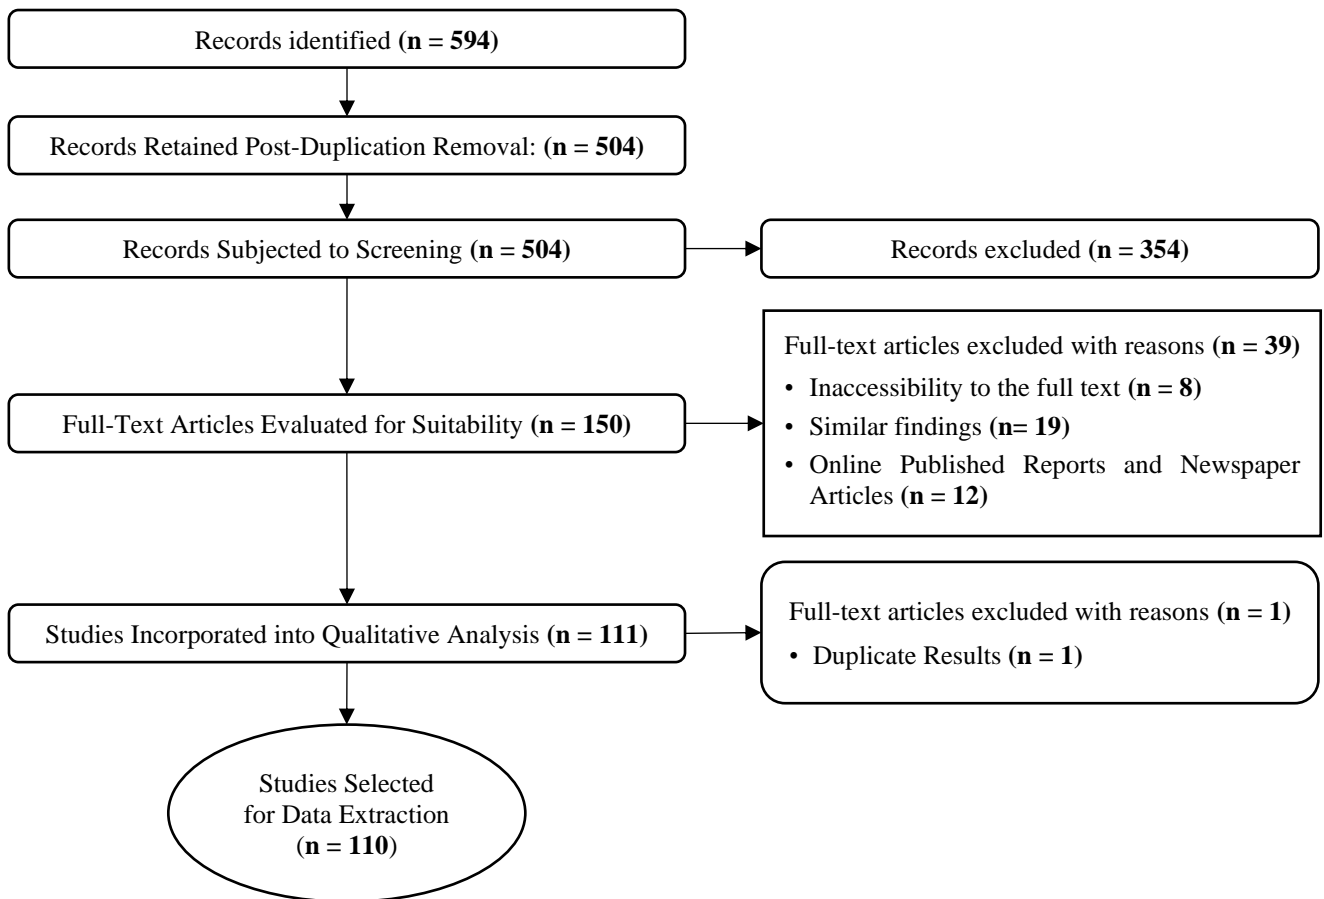 Records identified (n = 594)
Records Retained Post-Duplication Removal: (n = 504)
Records Subjected to Screening (n = 504)
Records excluded (n = 354)
Full-Text Articles Evaluated for Suitability (n = 150)
Full-text articles excluded with reasons (n = 39)
• Inaccessibility to the full text (n = 8)
• Similar findings (n= 19)
• Online Published Reports and Newspaper
Articles (n = 12)
Studies Incorporated into Qualitative Analysis (n = 111)
Full-text articles excluded with reasons (n = 1)
• Duplicate Results (n = 1)
Studies Selected
for Data Extraction
(n = 110)